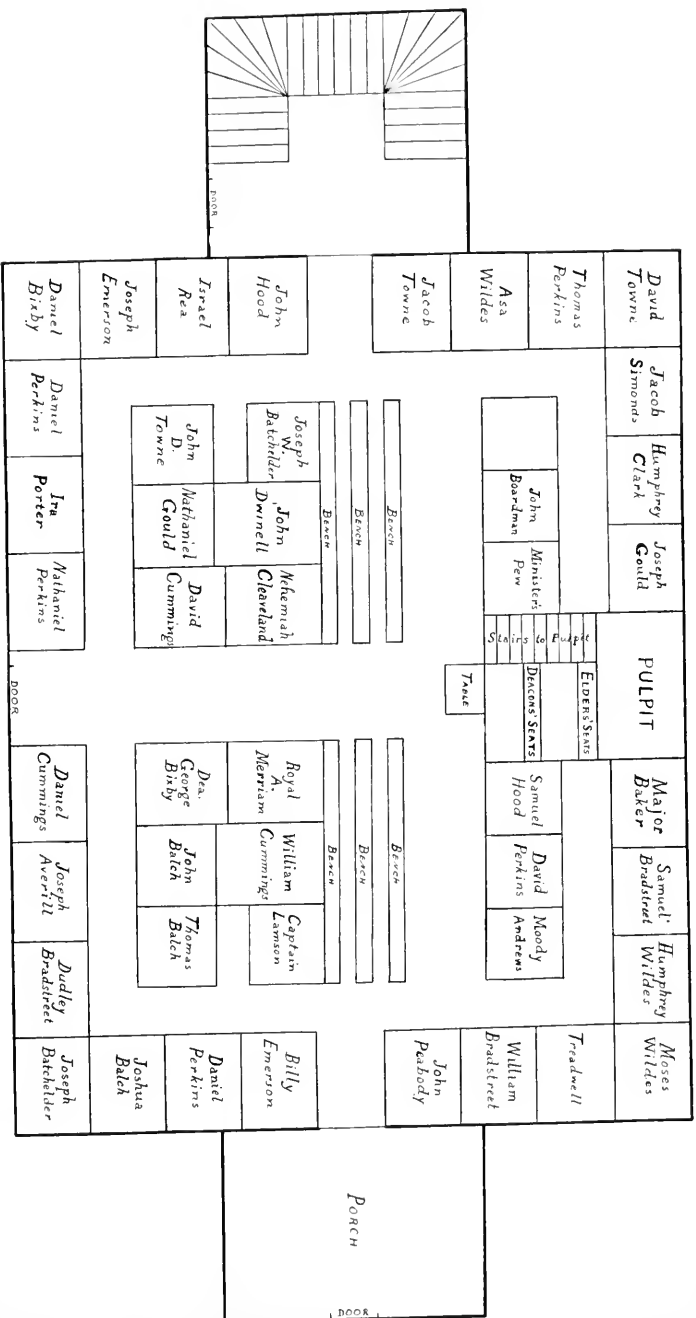 DOOR
John
Hood
Israel
Rea
Joseph
Emerson
Daniel
Bixby
Jacob
Towne
Asa
Wildes
Thomas
Perkins
David
Towne
Jacob
Simonds
Humphrey
Clark
Joseph
Gould
PULPIT
Major
Baker
Samuel
Bradstreet
Humphrey
Wildes
Moses
Wildes
John
Boardman
Minister's
Pew
Stairs to Pulpit
ELDERS' SEATS
DEACONS' SEATS
TABLE
Samuel
Hood
David
Perkins
Moody
Andrews
BENCH
BENCH
BENCH
BENCH
BENCH
BENCH
Joseph
W.
Batchelder
John
Dwinell
Nehemiah
Cleaveland
Royal
A.
Merriam
William
Cummings
Captain
Lamson
John
D.
Towne
Nathaniel
Gould
David
Cummings
Dea.
George
Bixby
John
Balch
Thomas
Balch
Daniel
Perkins
Ira
Porter
Nathaniel
Perkins
DOOR
Daniel
Cummings
Joseph
Averill
Dudley
Bradstreet
Joseph
Batchelder
Joshua
Balch
Daniel
Perkins
Billy
Emerson
John
Peabody
William
Bradstreet
Treadwell
PORCH
DOOR